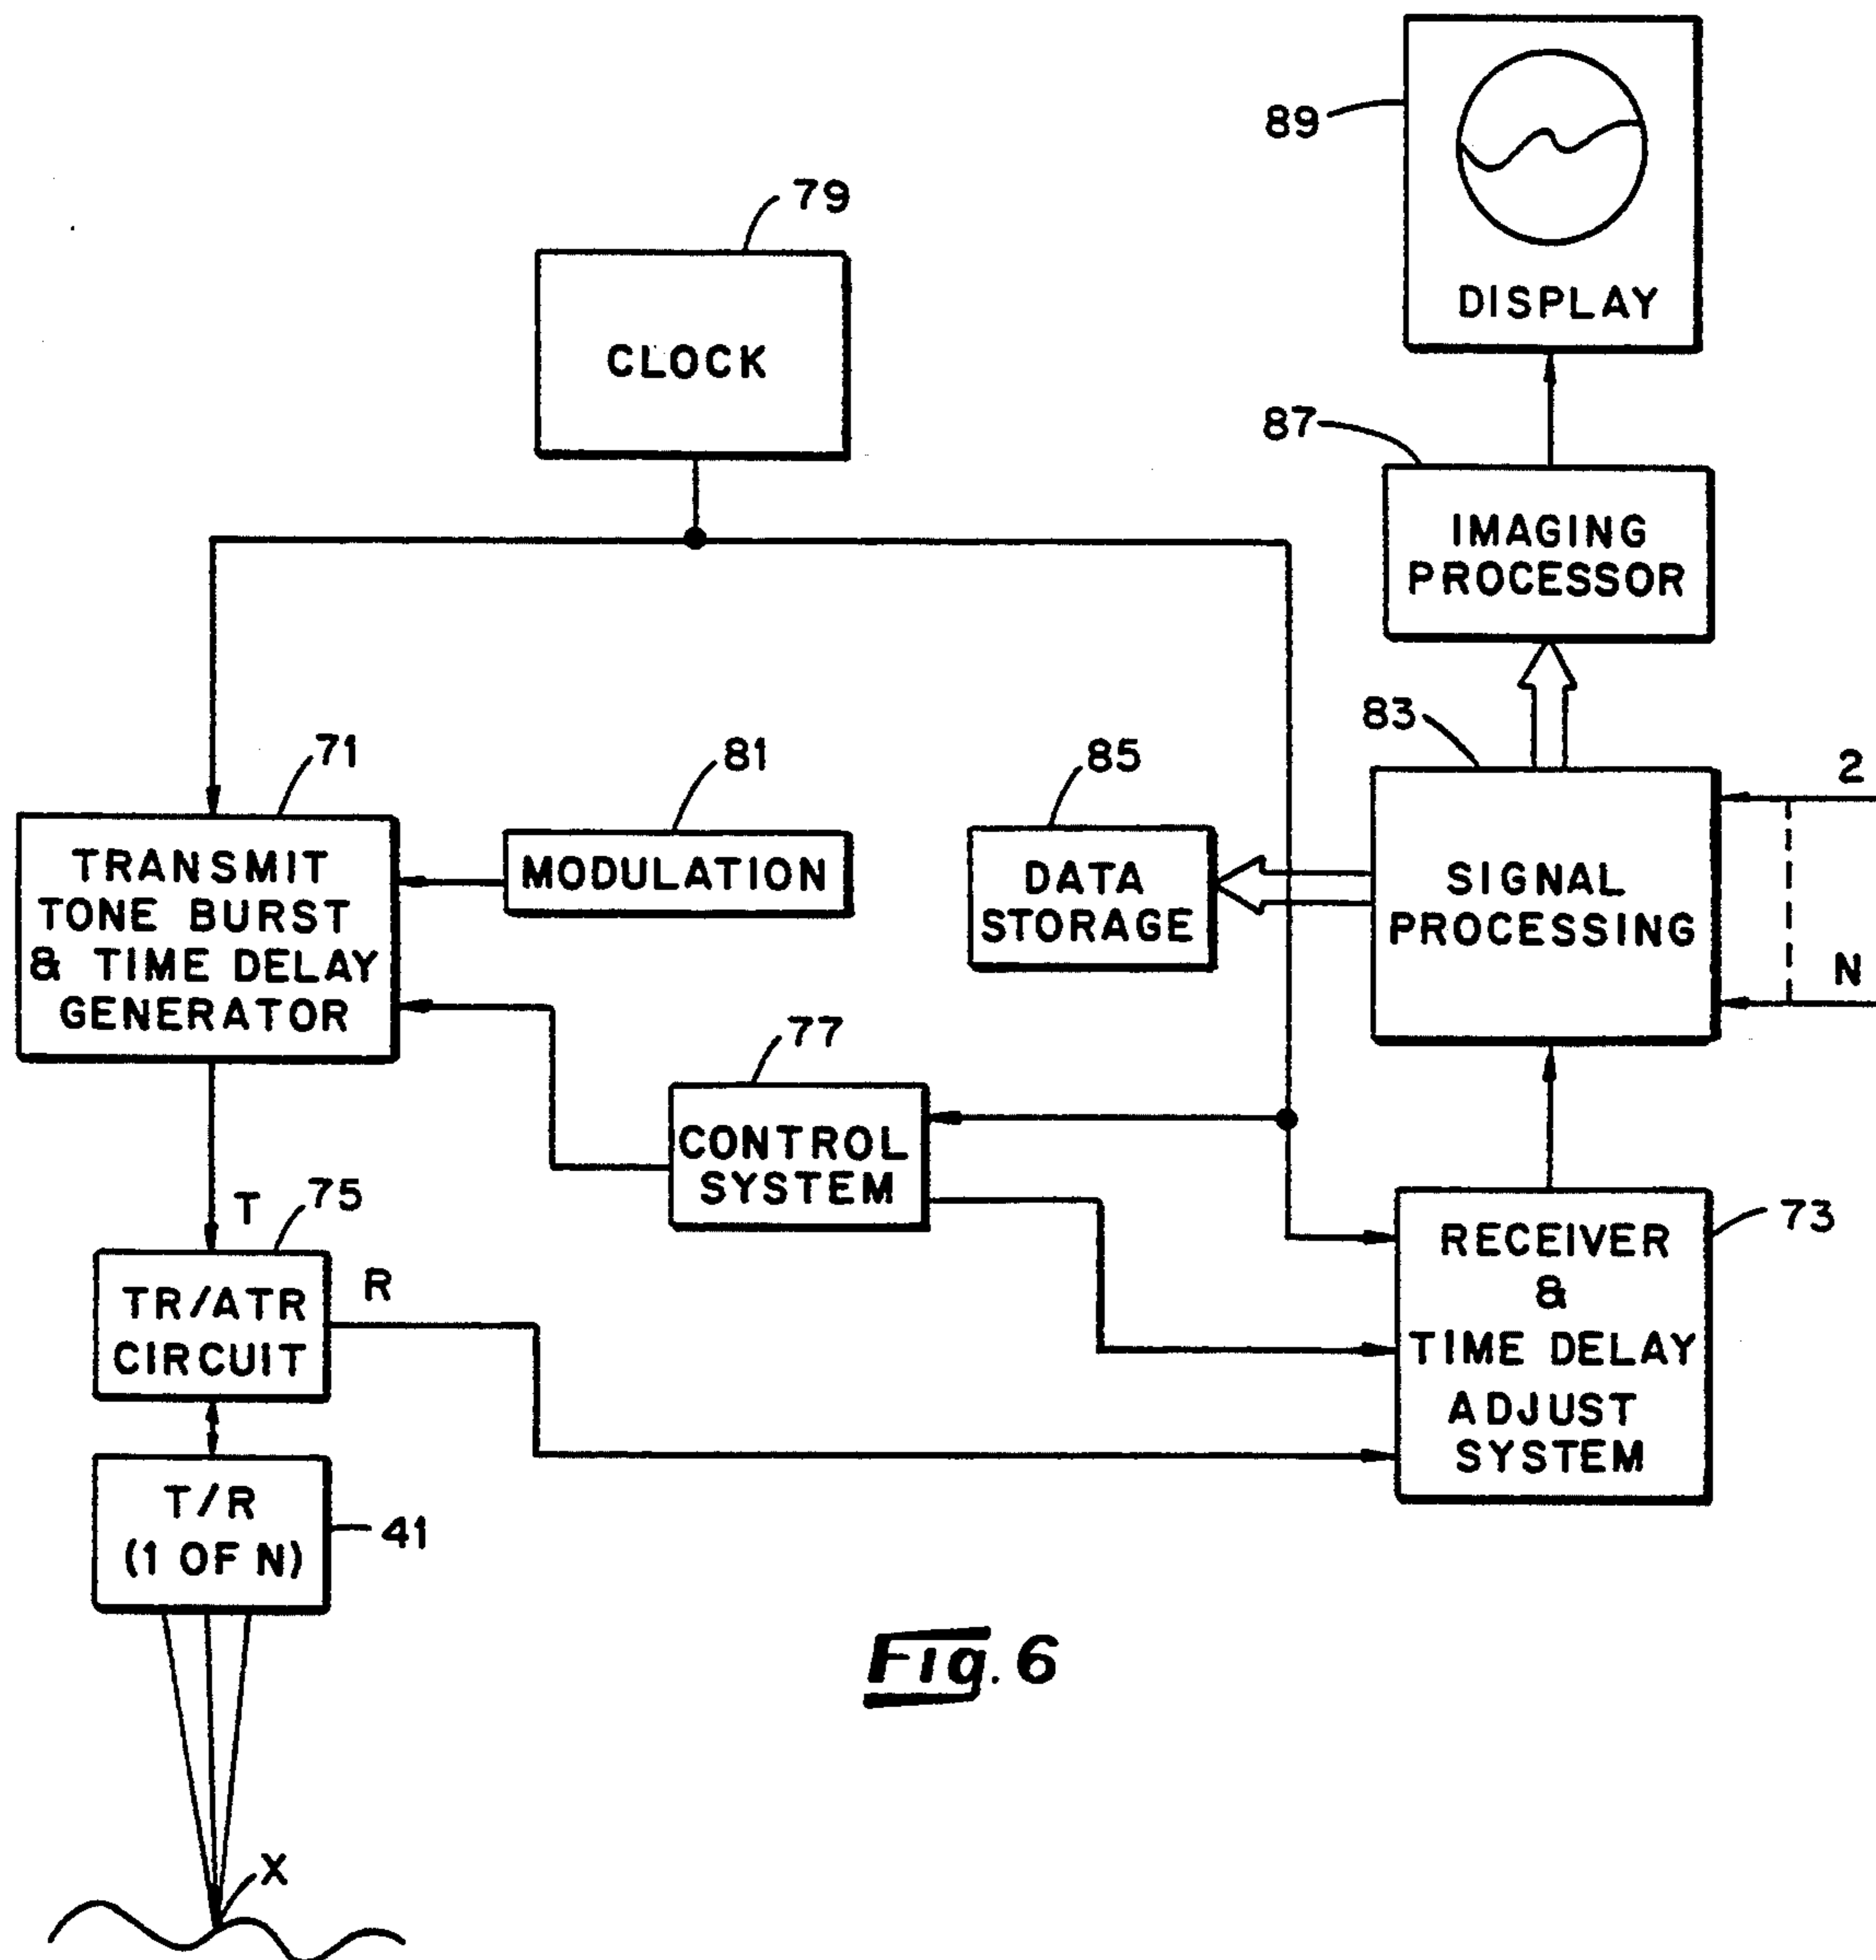 89
DISPLAY
79
CLOCK
87
IMAGING
PROCESSOR
83
2
N
SIGNAL
PROCESSING
85
DATA
STORAGE
81
MODULATION
71
TRANSMIT
TONE BURST
& TIME DELAY
GENERATOR
77
CONTROL
SYSTEM
T
75
TR/ATR
CIRCUIT
R
73
RECEIVER
&
TIME DELAY
ADJUST
SYSTEM
T/R
(1 OF N)
41
X
Fig. 6